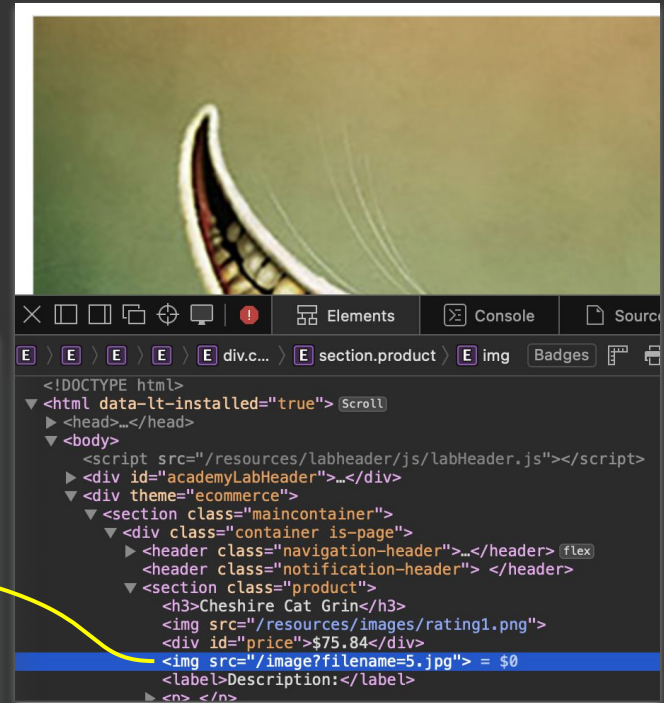 Elements Console Sourc
E E E E E div.c... E section.product E img Badges
<!DOCTYPE html>
<html data-lt-installed="true"> Scroll
<head>…</head>
<body>
<script src="/resources/labheader/js/labHeader.js"></script>
<div id="academyLabHeader">…</div>
<div theme="ecommerce">
<section class="maincontainer">
<div class="container is-page">
<header class="navigation-header">…</header> flex
<header class="notification-header"> </header>
<section class="product">
<h3>Cheshire Cat Grin</h3>
<img src="/resources/images/rating1.png">
<div id="price">$75.84</div>
<img src="/image?filename=5.jpg"> = $0
<label>Description:</label>
<p> </p>